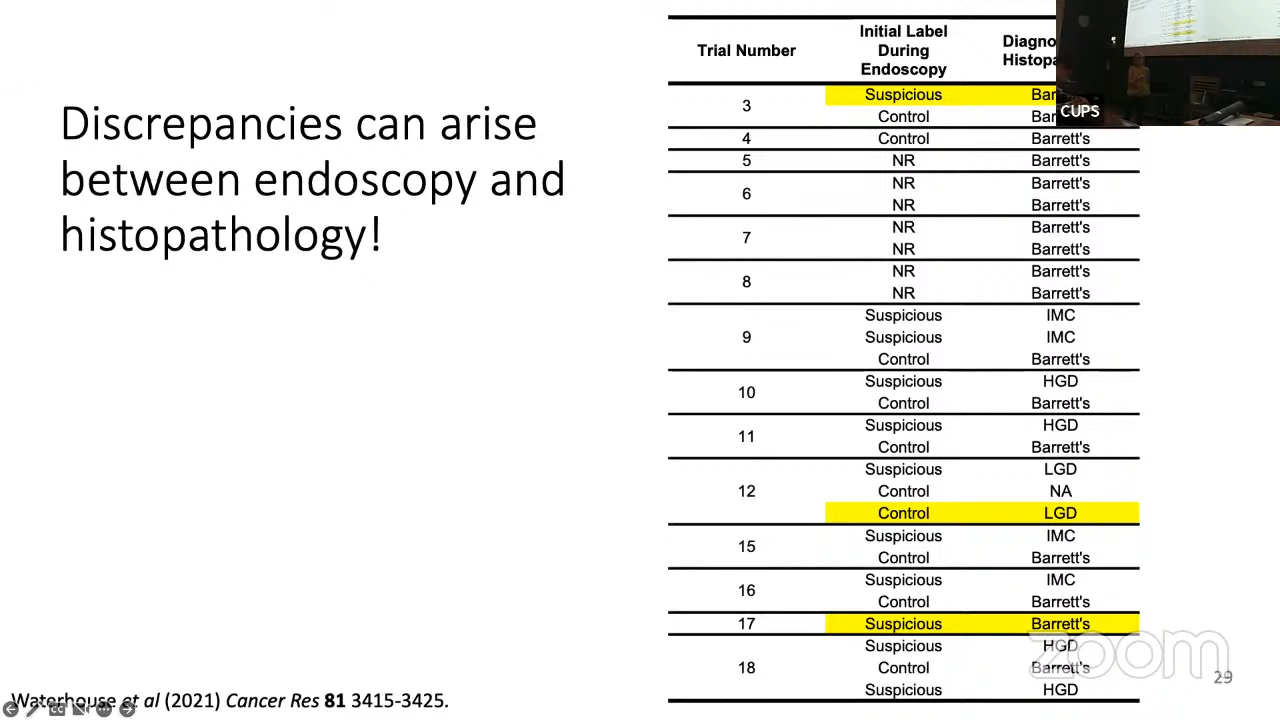 Discrepancies can arise
between endoscopy and
histopathology!
Trial Number
Initial Label
During
Endoscopy
3
Suspicious
Control
4 Control Barrett's
5 NR Barrett's
6
NR Barrett's
NR Barrett's
7
NR Barrett's
NR Barrett's
8
NR Barrett's
NR Barrett's
9
Suspicious IMC
Suspicious IMC
Control Barrett's
10
Suspicious HGD
Control Barrett's
11
Suspicious HGD
Control Barrett's
12
Suspicious LGD
Control NA
Control LGD
15
Suspicious IMC
Control Barrett's
16
Suspicious IMC
Control Barrett's
17 Suspicious Barrett's
18
Suspicious HGD
Control Barrett's
Suspicious HGD
CUPS
zoom
29
Waterhouse et al (2021) Cancer Res 81 3415-3425.